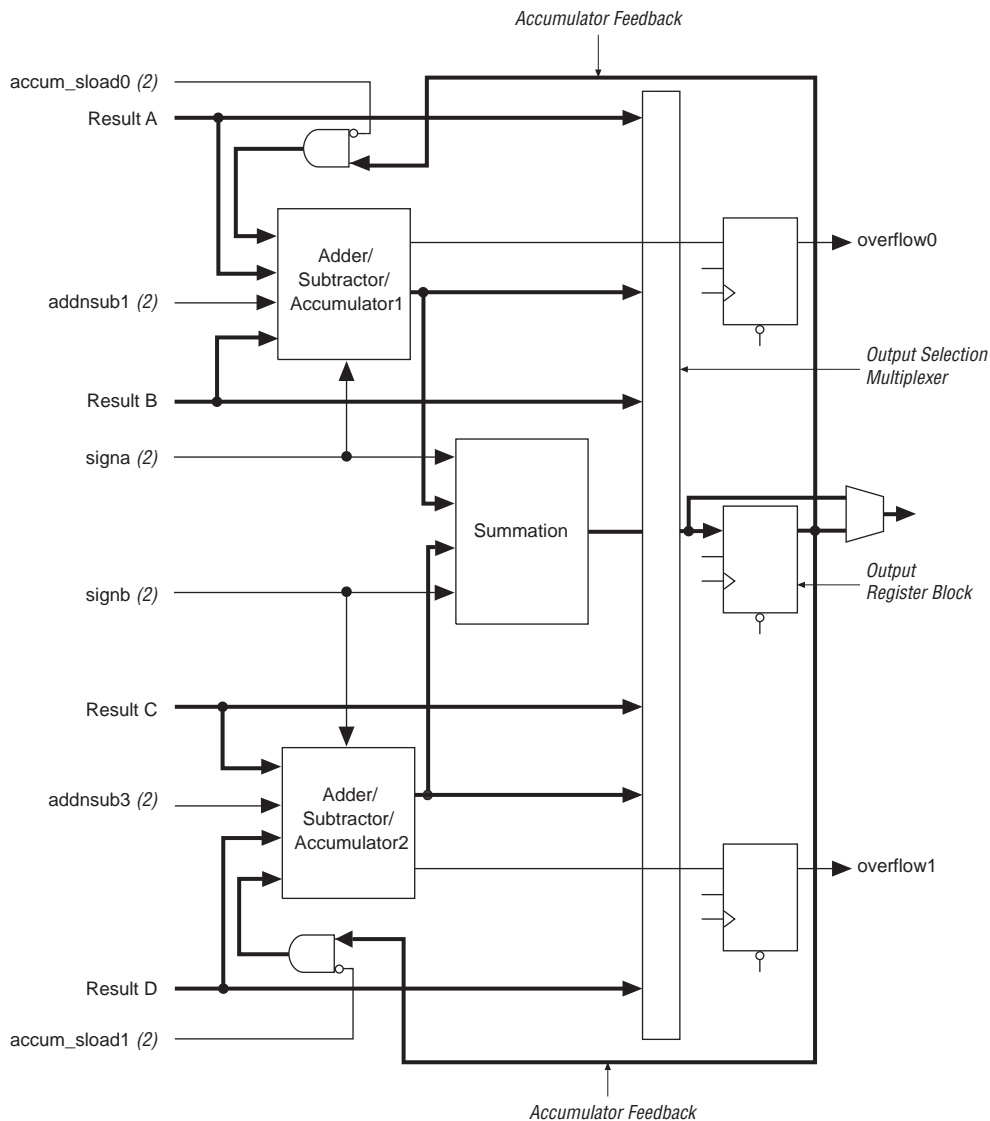 Accumulator Feedback
accum_sload0 (2)
Result A
Adder/
Subtractor/
Accumulator1
overflow0
addnsub1 (2)
Output Selection
Multiplexer
Result B
signa (2)
Summation
Output
Register Block
signb (2)
Result C
addnsub3 (2)
Adder/
Subtractor/
Accumulator2
overflow1
Result D
accum_sload1 (2)
Accumulator Feedback